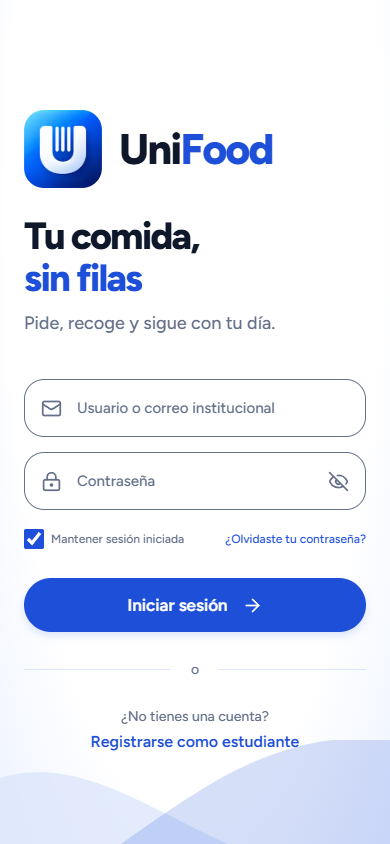 UniFood
Tu comida,
sin filas
Pide, recoge y sigue con tu día.
Usuario o correo institucional
Contraseña
Mantener sesión iniciada
¿Olvidaste tu contraseña?
Iniciar sesión
o
¿No tienes una cuenta?
Registrarse como estudiante